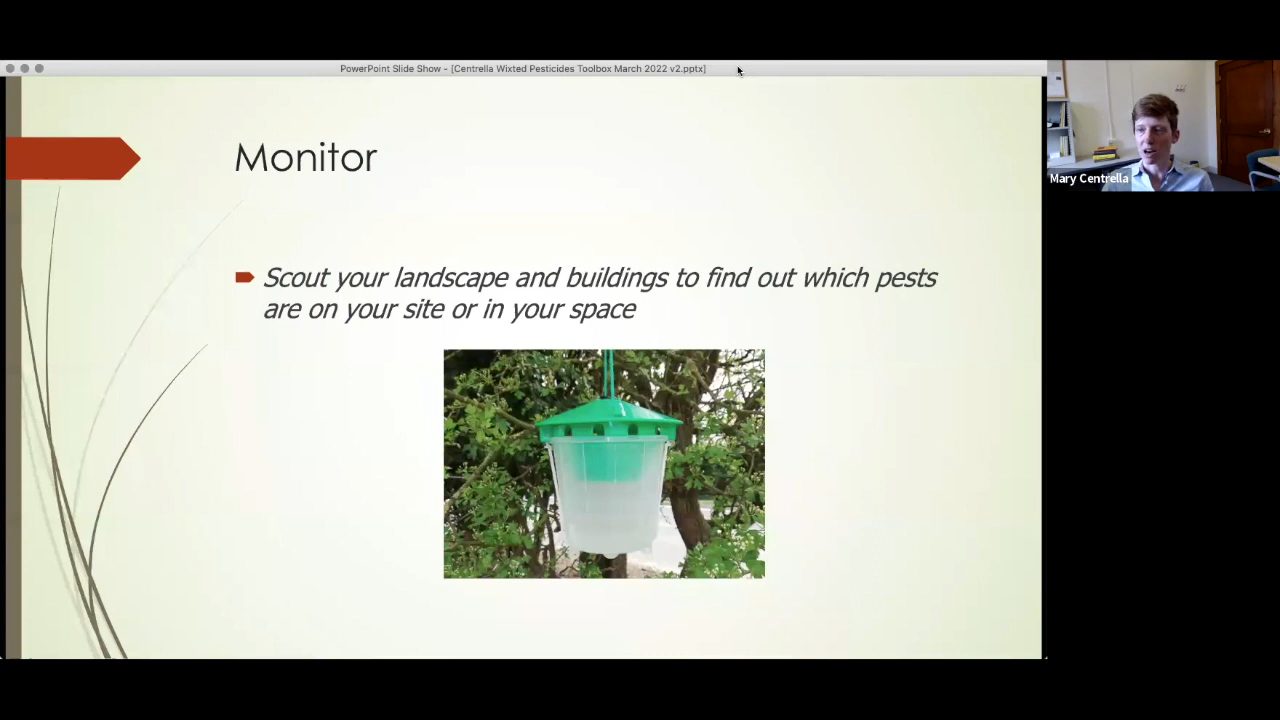 PowerPoint Slide Show - [Centrella Wixted Pesticides Toolbox March 2022 v2.pptx]
Monitor
Scout your landscape and buildings to find out which pests
are on your site or in your space
Mary Centrella